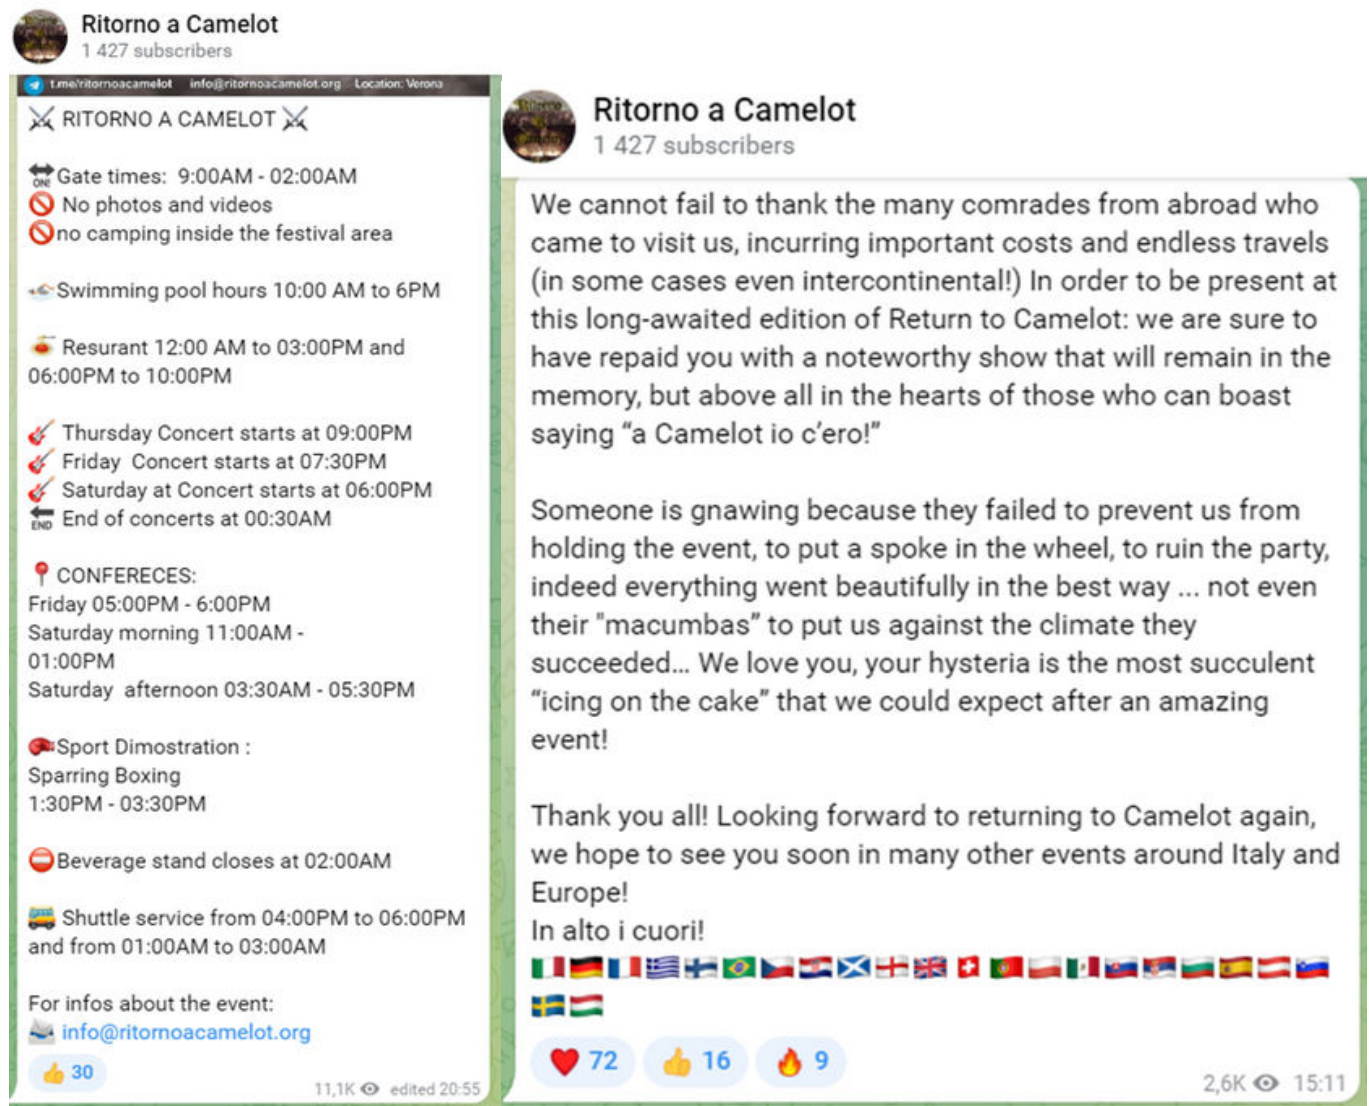 Ritorno a Camelot
1 427 subscribers
t.me/ritornoacamelot info@ritornoacamelot.org Location: Verona
RITORNO A CAMELOT
ON!
Gate times: 9:00AM - 02:00AM
No photos and videos
no camping inside the festival area
Swimming pool hours 10:00 AM to 6PM
Resurant 12:00 AM to 03:00PM and
06:00PM to 10:00PM
Thursday Concert starts at 09:00PM
Friday Concert starts at 07:30PM
Saturday at Concert starts at 06:00PM
END End of concerts at 00:30AM
CONFERECES:
Friday 05:00PM - 6:00PM
Saturday morning 11:00AM -
01:00PM
Saturday afternoon 03:30AM - 05:30PM
Sport Dimostration :
Sparring Boxing
1:30PM - 03:30PM
Beverage stand closes at 02:00AM
Shuttle service from 04:00PM to 06:00PM
and from 01:00AM to 03:00AM
For infos about the event:
info@ritornoacamelot.org
30
11,1K edited 20:55
Ritorno a Camelot
1 427 subscribers
We cannot fail to thank the many comrades from abroad who
came to visit us, incurring important costs and endless travels
(in some cases even intercontinental!) In order to be present at
this long-awaited edition of Return to Camelot: we are sure to
have repaid you with a noteworthy show that will remain in the
memory, but above all in the hearts of those who can boast
saying “a Camelot io c’ero!”
Someone is gnawing because they failed to prevent us from
holding the event, to put a spoke in the wheel, to ruin the party,
indeed everything went beautifully in the best way ... not even
their "macumbas” to put us against the climate they
succeeded... We love you, your hysteria is the most succulent
“icing on the cake” that we could expect after an amazing
event!
Thank you all! Looking forward to returning to Camelot again,
we hope to see you soon in many other events around Italy and
Europe!
In alto i cuori!
72 16 9
2,6K 15:11